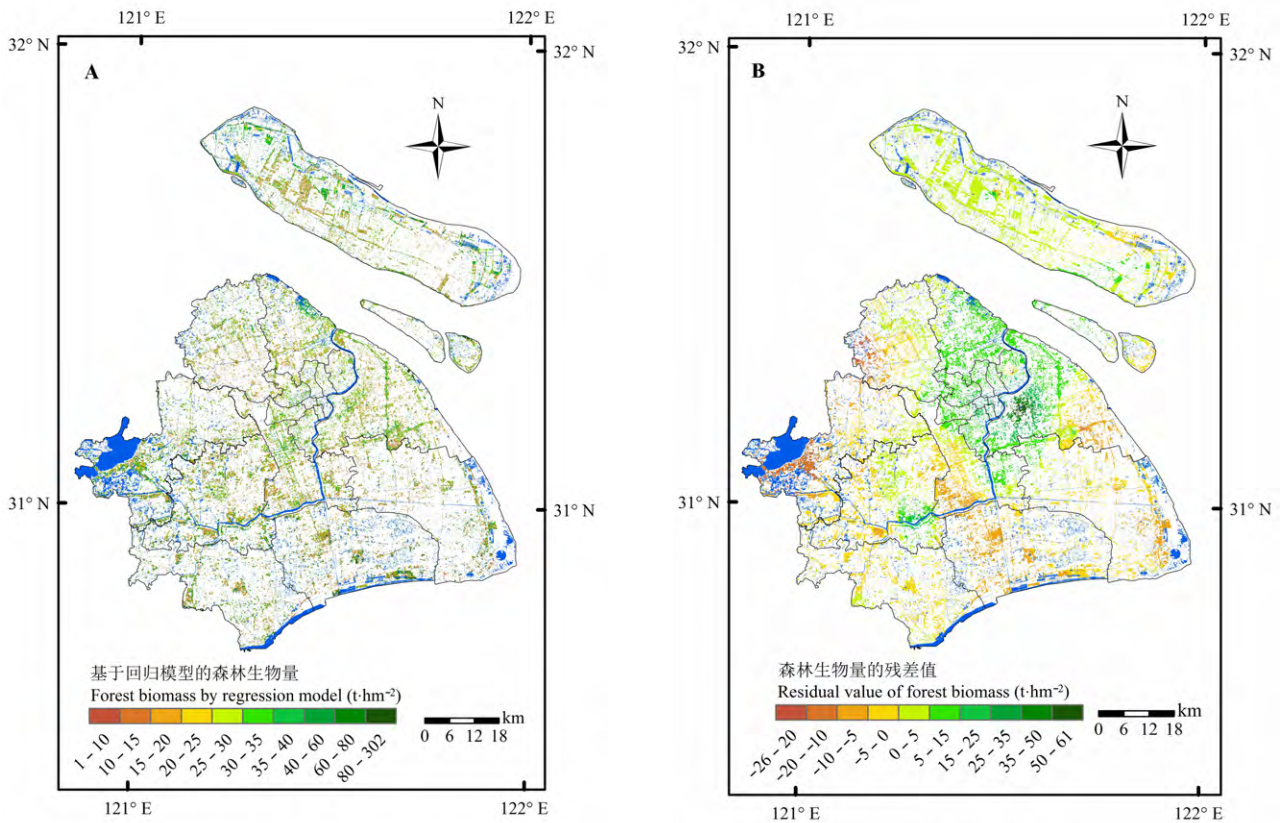 121° E
122° E
32° N
32° N
A
N
31° N
31° N
基于回归模型的森林生物量
Forest biomass by regression model (t·hm⁻²)
km
0 6 12 18
1 – 10
10 – 15
15 – 20
20 – 25
25 – 30
30 – 35
35 – 40
40 – 60
60 – 80
80 – 302
121° E
122° E
121° E
122° E
32° N
32° N
B
N
31° N
31° N
森林生物量的残差值
Residual value of forest biomass (t·hm⁻²)
km
0 6 12 18
-26 – 20
-20 – 10
-10 – 5
-5 – 0
0 – 5
5 – 15
15 – 25
25 – 35
35 – 50
50 – 61
121° E
122° E